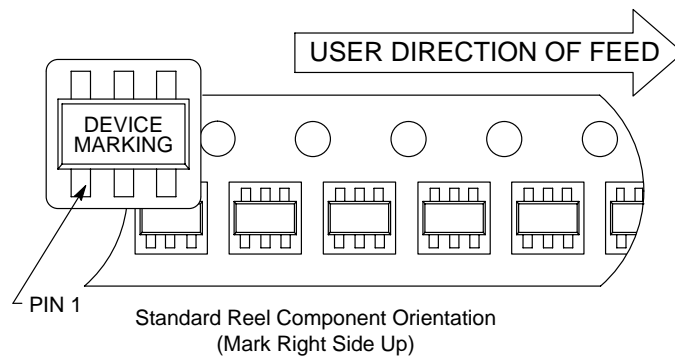 USER DIRECTION OF FEED
DEVICE
MARKING
PIN 1
Standard Reel Component Orientation
(Mark Right Side Up)